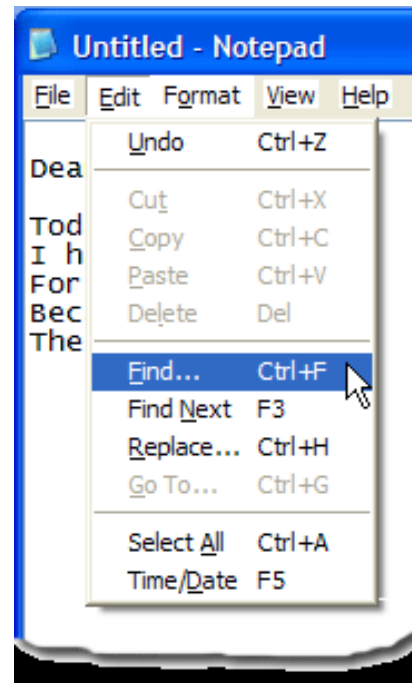 Untitled - Notepad
File Edit Format View Help
Undo Ctrl+Z
Dea
Cut Ctrl+X
Tod
Copy Ctrl+C
I h
Paste Ctrl+V
For
Delete Del
Bec
The
Find... Ctrl+F
Find Next F3
Replace... Ctrl+H
Go To... Ctrl+G
Select All Ctrl+A
Time/Date F5